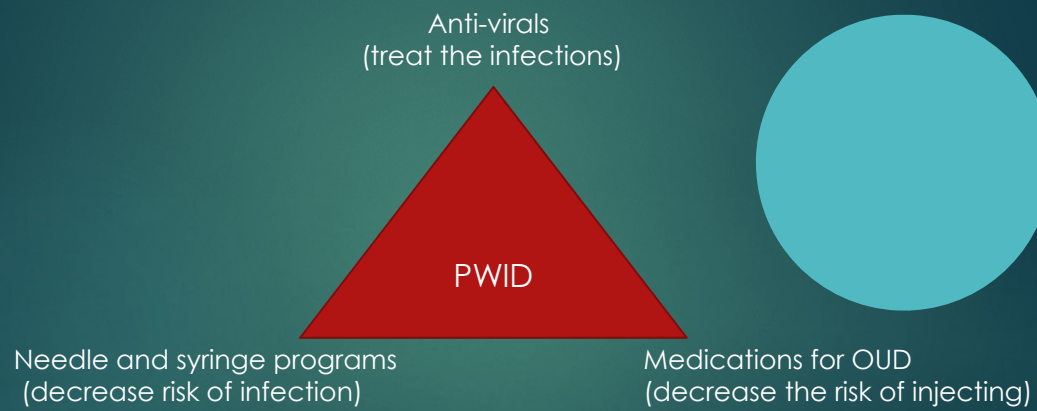 Anti-virals
(treat the infections)
PWID
Needle and syringe programs
(decrease risk of infection)
Medications for OUD
(decrease the risk of injecting)